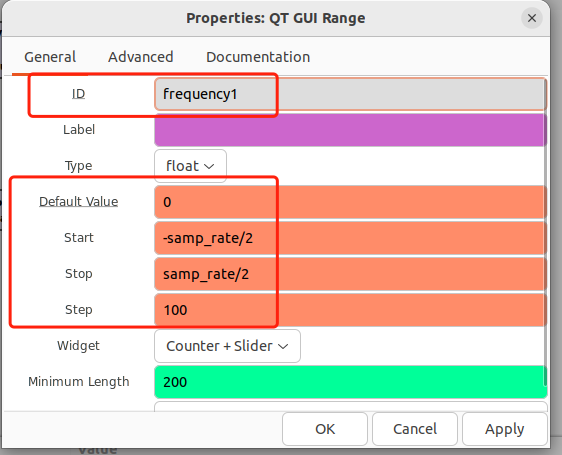 Properties: QT GUI Range
General Advanced Documentation
ID frequency1
Label
Type float
Default Value 0
Start -samp_rate/2
Stop samp_rate/2
Step 100
Widget Counter + Slider
Minimum Length 200
OK Cancel Apply
value